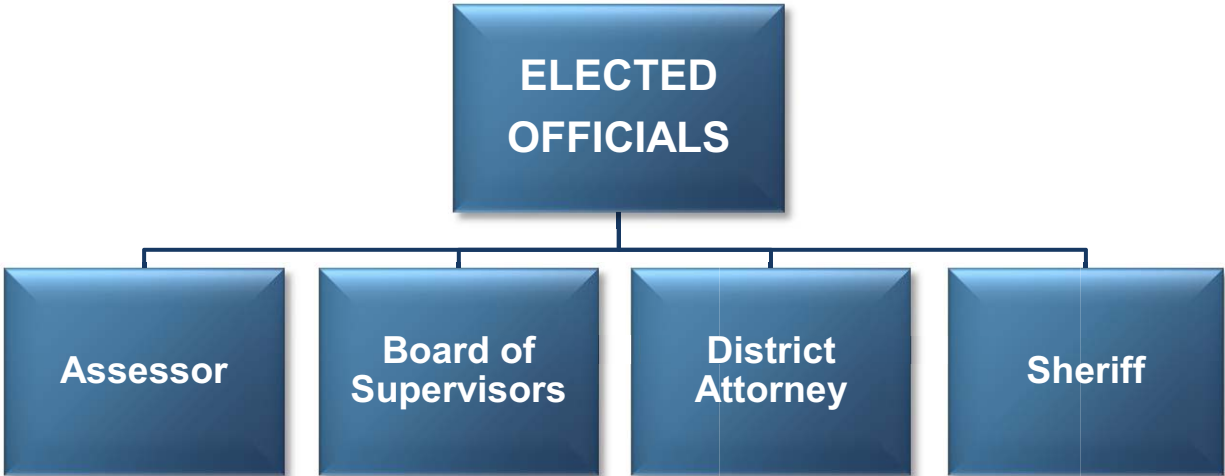 ELECTED
OFFICIALS
Assessor
Board of
Supervisors
District
Attorney
Sheriff